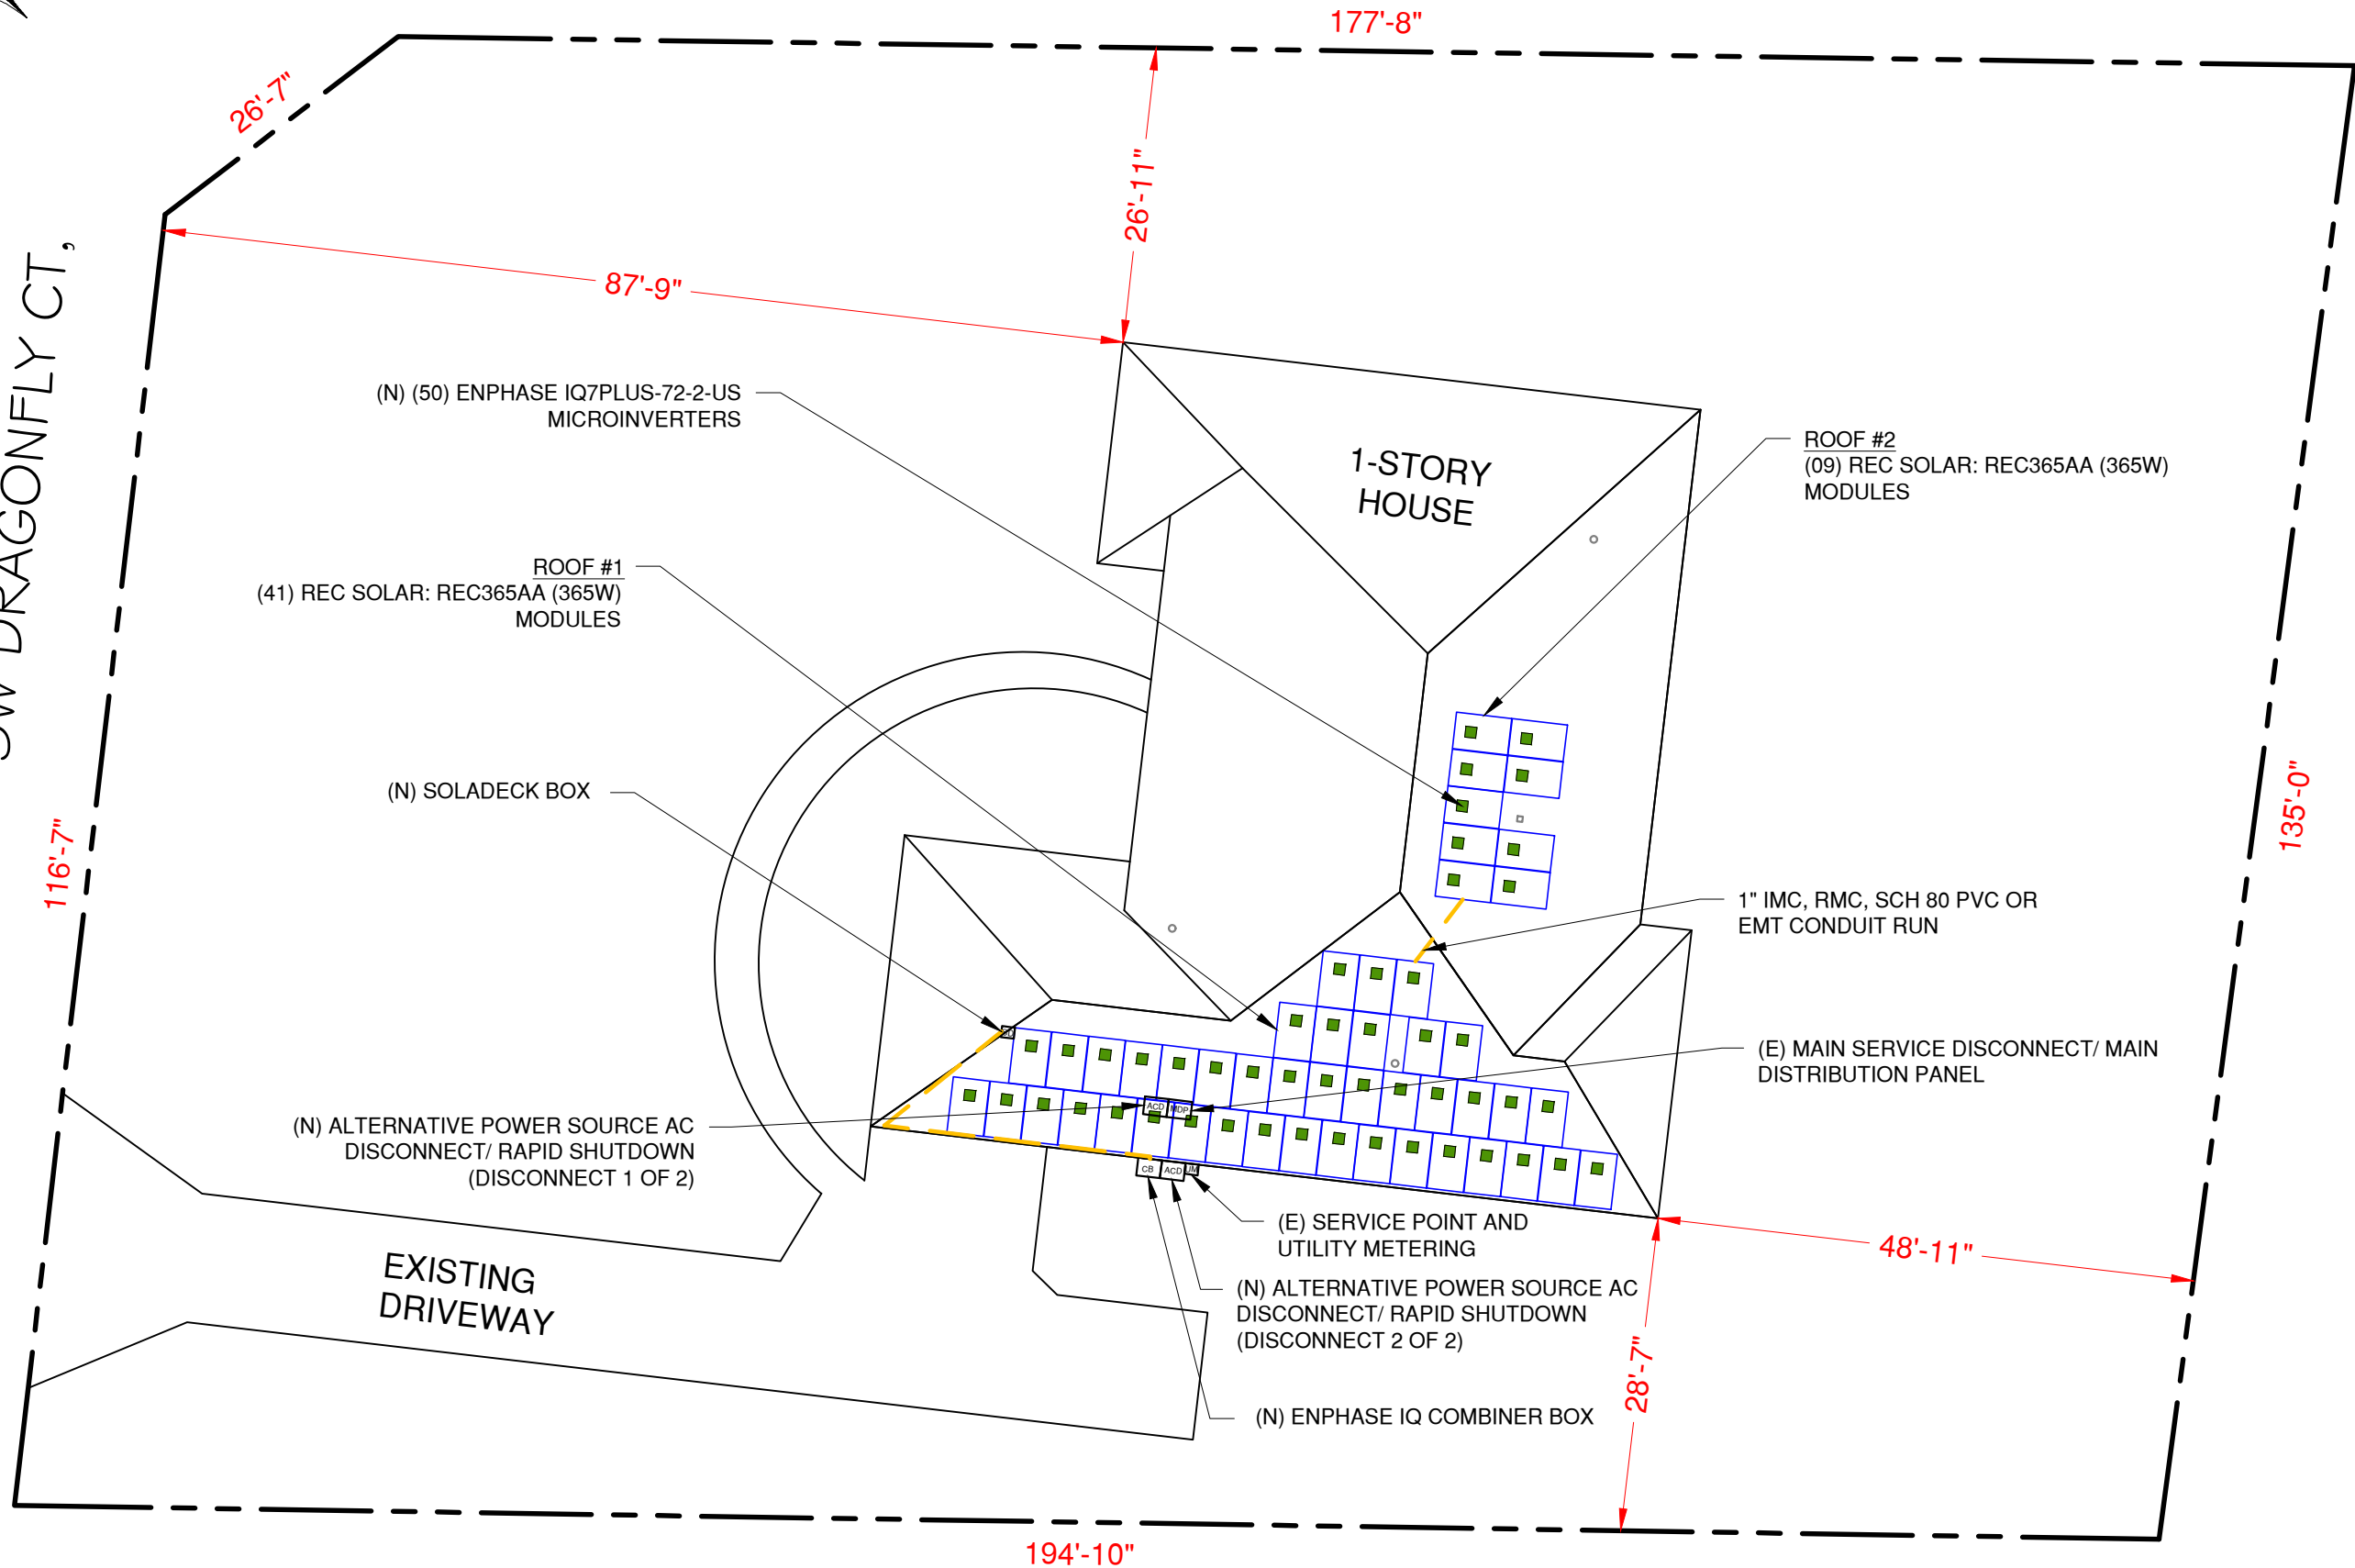 177'-8"
26'-7"
26'-11"
87'-9"
DRAGONFLY CT,
(N) (50) ENPHASE IQ7PLUS-72-2-US
MICROINVERTERS
1-STORY
HOUSE
ROOF #2
(09) REC SOLAR: REC365AA (365W)
MODULES
ROOF #1
(41) REC SOLAR: REC365AA (365W)
MODULES
(N) SOLADECK BOX
116'-7"
135'-0"
1" IMC, RMC, SCH 80 PVC OR
EMT CONDUIT RUN
(E) MAIN SERVICE DISCONNECT/ MAIN
DISTRIBUTION PANEL
ACD
MDP
(N) ALTERNATIVE POWER SOURCE AC
DISCONNECT/ RAPID SHUTDOWN
(DISCONNECT 1 OF 2)
CB
ACD
UM
(E) SERVICE POINT AND
UTILITY METERING
48'-11"
EXISTING
DRIVEWAY
(N) ALTERNATIVE POWER SOURCE AC
DISCONNECT/ RAPID SHUTDOWN
(DISCONNECT 2 OF 2)
28'-7"
(N) ENPHASE IQ COMBINER BOX
194'-10"